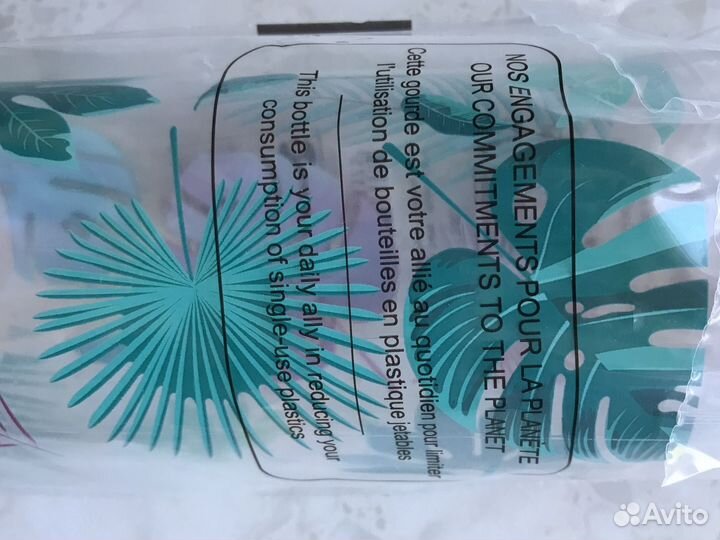 NOS ENGAGEMENTS POUR LA PLANÈTE
OUR COMMITMENTS TO THE PLANET
Cette gourde est votre allié au quotidien pour limiter
l'utilisation de bouteilles en plastique jetables
This bottle is your daily ally in reducing your
consumption of single-use plastics
Avito